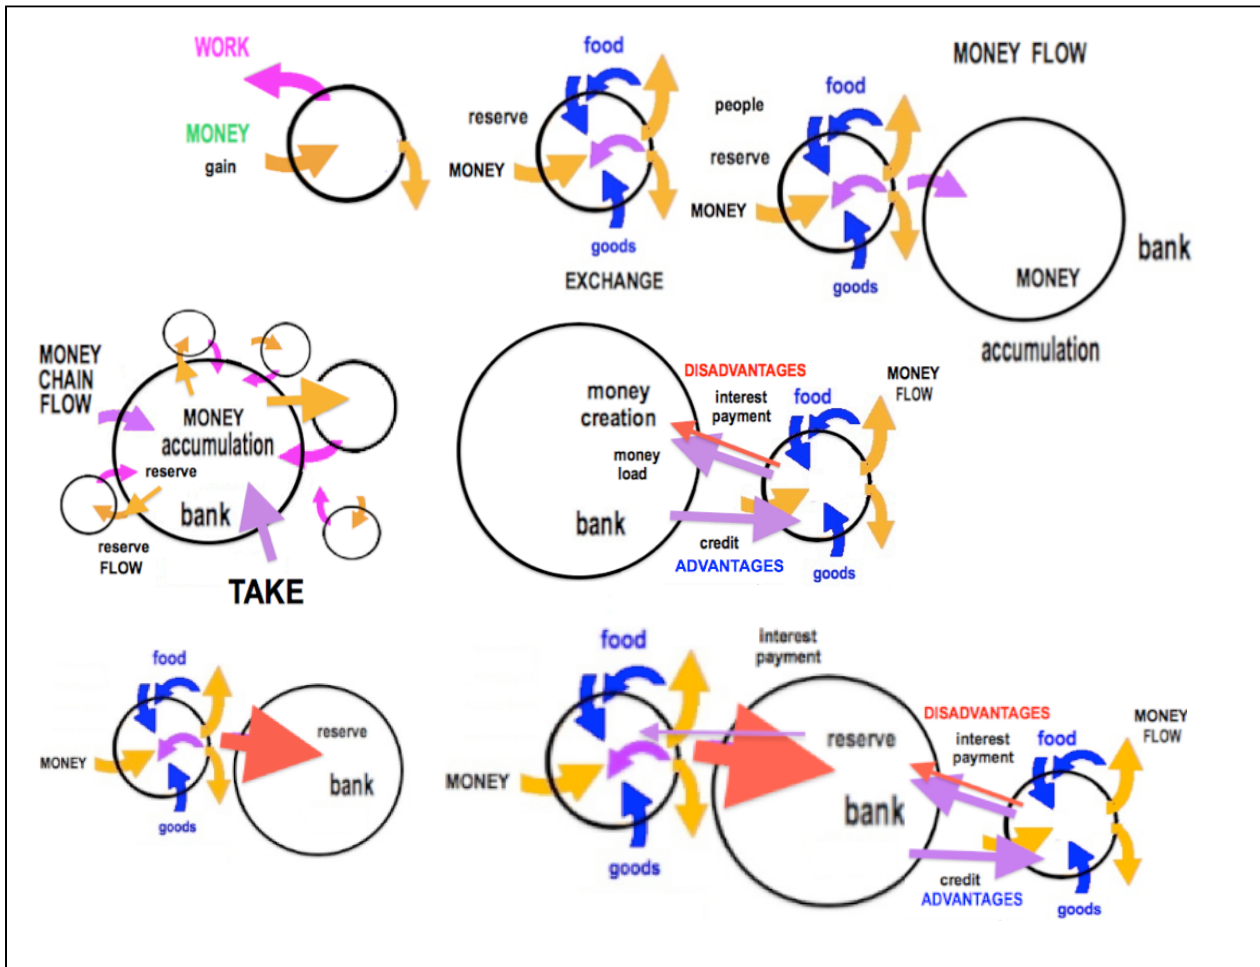 WORK
MONEY
gain
food
reserve
MONEY
goods
EXCHANGE
MONEY FLOW
people
food
reserve
MONEY
goods
MONEY
bank
accumulation
MONEY
CHAIN
FLOW
MONEY
accumulation
reserve
bank
reserve
FLOW
TAKE
money
creation
DISADVANTAGES
interest
payment
money
load
bank
credit
ADVANTAGES
food
MONEY
FLOW
goods
food
MONEY
goods
reserve
bank
food
MONEY
goods
interest
payment
reserve
bank
DISADVANTAGES
interest
payment
food
MONEY
FLOW
credit
ADVANTAGES
goods